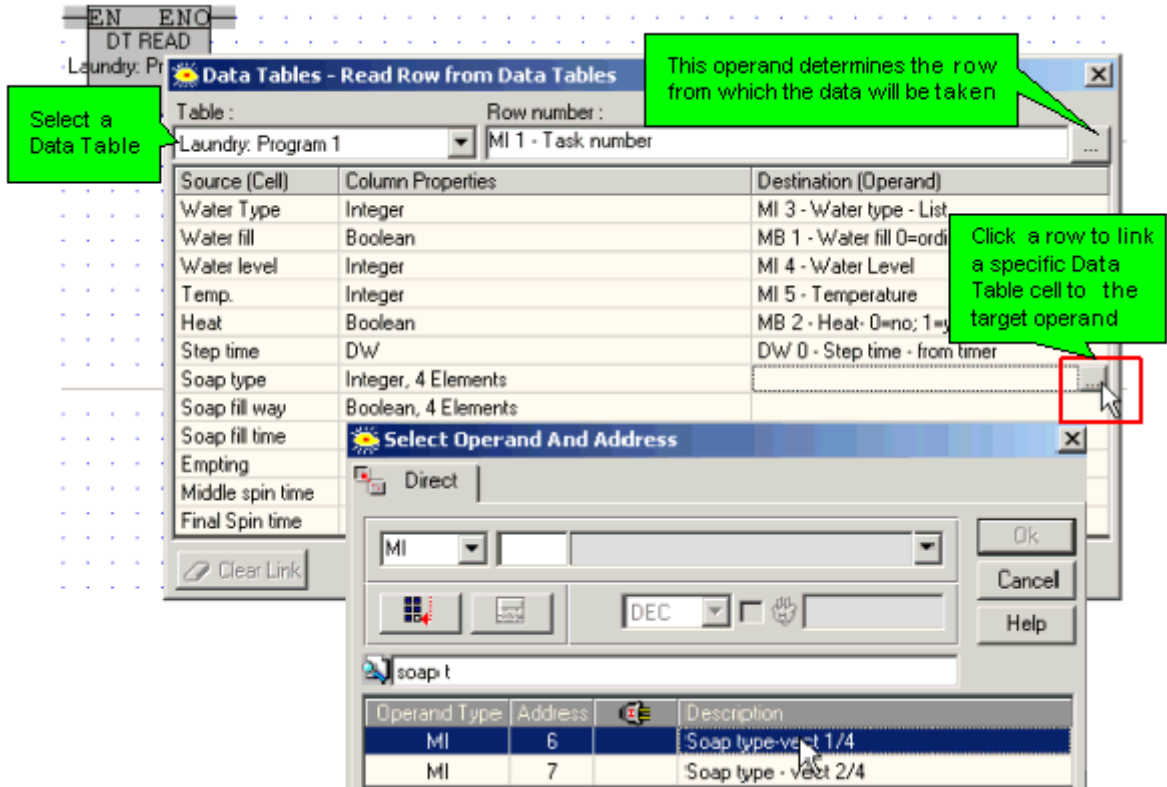 EN ENO
DT READ
Laundry: Pr
Data Tables - Read Row from Data Tables
This operand determines the row
from which the data will be taken
Select a
Data Table
Table :
Row number :
Laundry: Program 1
MI 1 - Task number
...
Source (Cell) Column Properties Destination (Operand)
Water Type Integer MI 3 - Water type - List
Water fill Boolean MB 1 - Water fill 0=ordi
Water level Integer MI 4 - Water Level
Temp. Integer MI 5 - Temperature
Heat Boolean MB 2 - Heat- 0=no; 1=y
Step time DW DW 0 - Step time - from timer
Click a row to link
a specific Data
Table cell to the
target operand
Soap type Integer, 4 Elements
...
Soap fill way Boolean, 4 Elements
Soap fill time
Empting
Middle spin time
Final Spin time
Clear Link
Select Operand And Address
Direct
MI
Ok
Cancel
DEC
Help
soap t
Operand Type Address Description
MI 6 Soap type-vect 1/4
MI 7 Soap type - vect 2/4